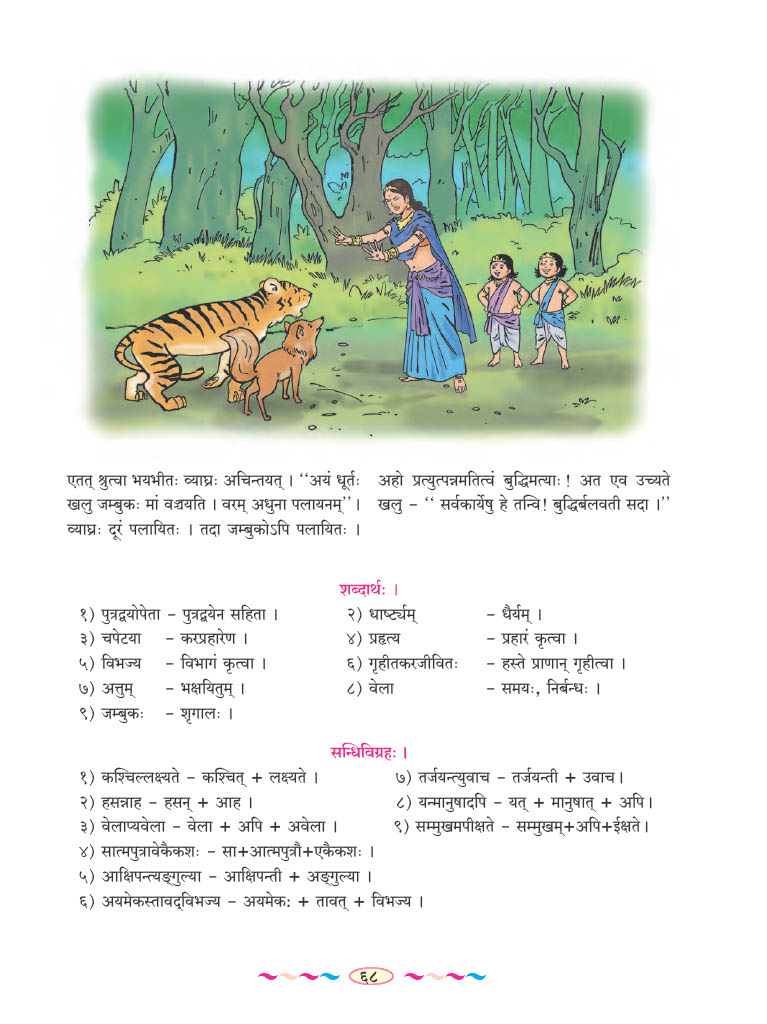 एतत् श्रुत्वा भयभीतः व्याघ्रः अचिन्तयत् । “अयं धूर्तः
खलु जम्बुकः मां वञ्चयति । वरम् अधुना पलायनम्” ।
व्याघ्रः दूरं पलायितः । तदा जम्बुकोऽपि पलायितः ।
अहो प्रत्युत्पन्नमतित्वं बुद्धिमत्याः ! अत एव उच्यते
खलु – “ सर्वकार्येषु हे तन्वि! बुद्धिर्बलवती सदा ।”
शब्दार्थः ।
१) पुत्रद्वयोपेता – पुत्रद्वयेन सहिता ।
२) धार्ष्ट्यम् – धैर्यम् ।
३) चपेटया – करप्रहारेण ।
४) प्रहृत्य – प्रहारं कृत्वा ।
५) विभज्य – विभागं कृत्वा ।
६) गृहीतकरजीवितः – हस्ते प्राणान् गृहीत्वा ।
७) अत्तुम् – भक्षयितुम् ।
८) वेला – समयः, निर्बन्धः ।
९) जम्बुकः – शृगालः ।
सन्धिविग्रहः ।
१) कश्चिल्लक्ष्यते – कश्चित् + लक्ष्यते ।
२) हसन्नाह – हसन् + आह ।
३) वेलाप्यवेला – वेला + अपि + अवेला ।
४) सात्मपुत्रावेकैकशः – सा+आत्मपुत्रौ+एकैकशः ।
५) आक्षिपन्त्यङ्गुल्या – आक्षिपन्ती + अङ्गुल्या ।
६) अयमेकस्तावद्विभज्य – अयमेकः + तावत् + विभज्य ।
७) तर्जयन्त्युवाच – तर्जयन्ती + उवाच।
८) यन्मानुषादपि – यत् + मानुषात् + अपि।
९) सम्मुखमपीक्षते – सम्मुखम्+अपि+ईक्षते।
६८